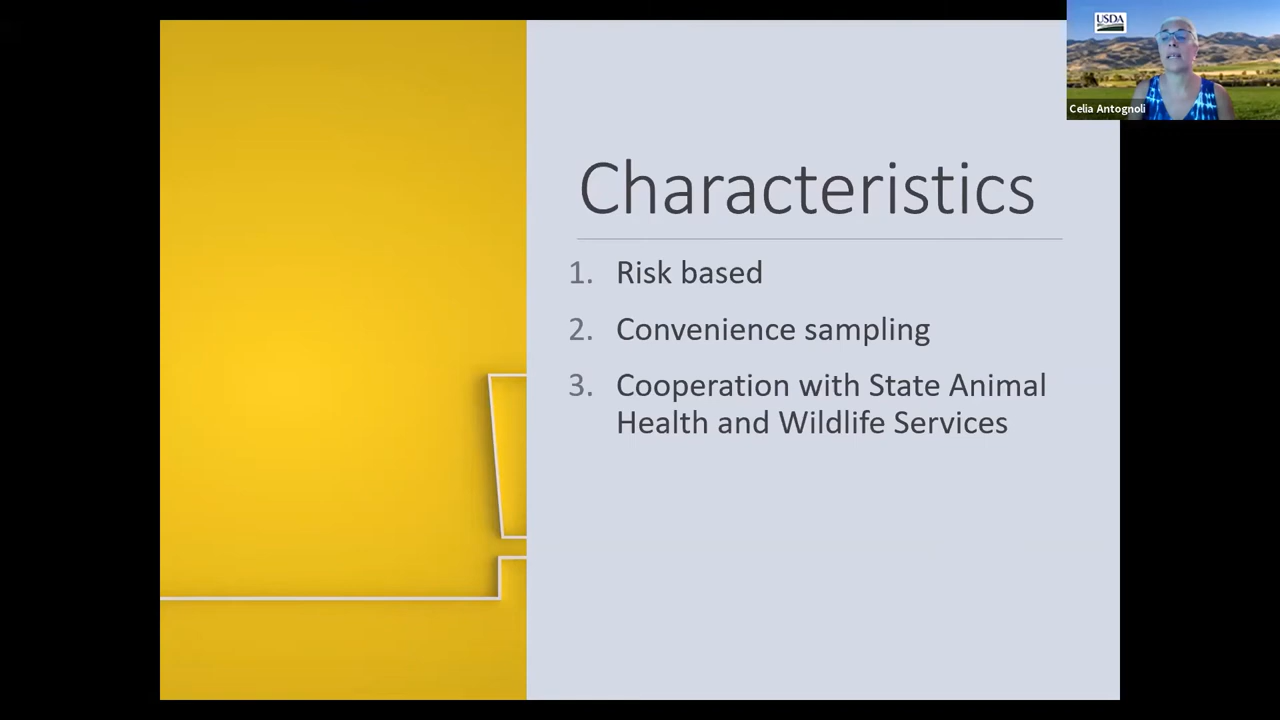 USDA
Celia Antognoli
Characteristics
1. Risk based
2. Convenience sampling
3. Cooperation with State Animal
Health and Wildlife Services